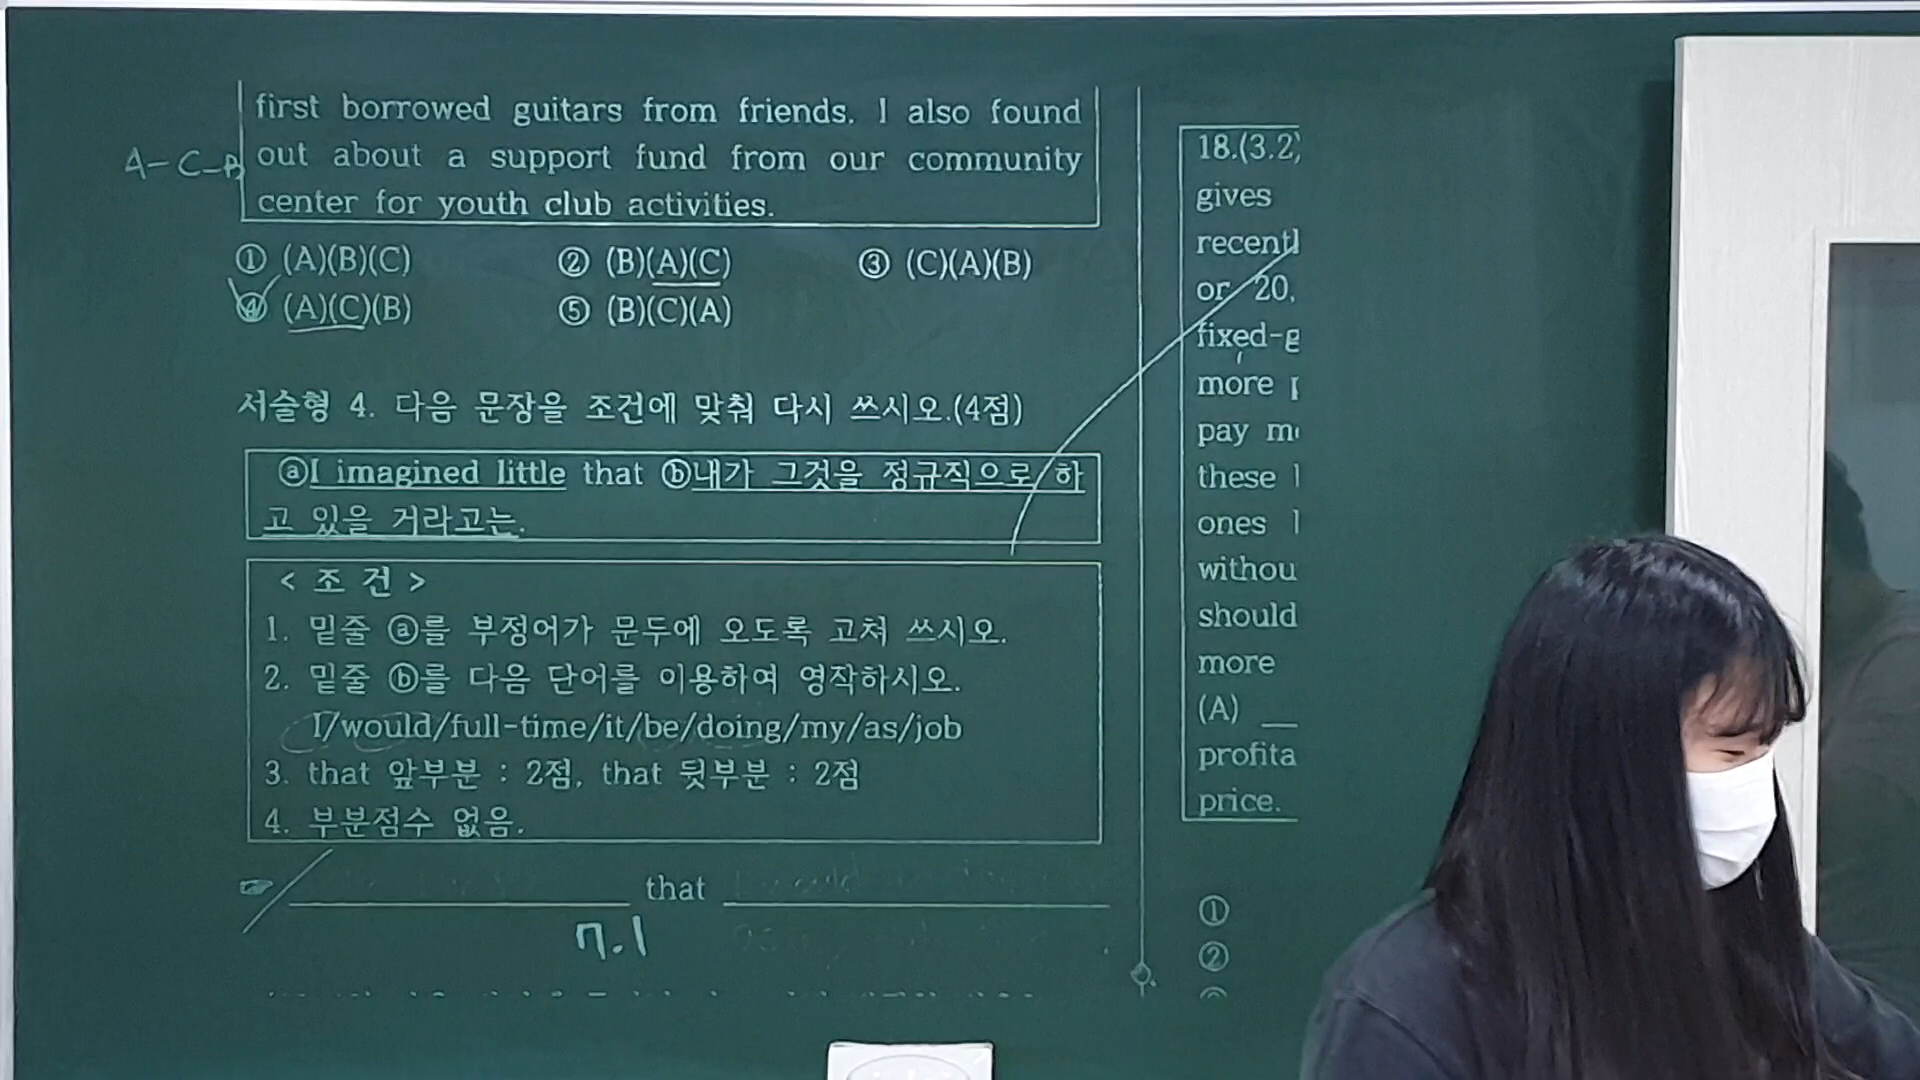 first borrowed guitars from friends. I also found
out about a support fund from our community
center for youth club activities.
A-C-B
① (A)(B)(C) ② (B)(A)(C) ③ (C)(A)(B)
④ (A)(C)(B) ⑤ (B)(C)(A)
서술형 4. 다음 문장을 조건에 맞춰 다시 쓰시오.(4점)
ⓐI imagined little that ⓑ내가 그것을 정규직으로 하
고 있을 거라고는.
< 조 건 >
1. 밑줄 ⓐ를 부정어가 문두에 오도록 고쳐 쓰시오.
2. 밑줄 ⓑ를 다음 단어를 이용하여 영작하시오.
I/would/full-time/it/be/doing/my/as/job
3. that 앞부분 : 2점, that 뒷부분 : 2점
4. 부분점수 없음.
☞ that
7.1
18.(3.2)
gives
recentl
or 20,
fixed-g
more
pay
these
ones
withou
should
more
(A)
profita
price.
①
②